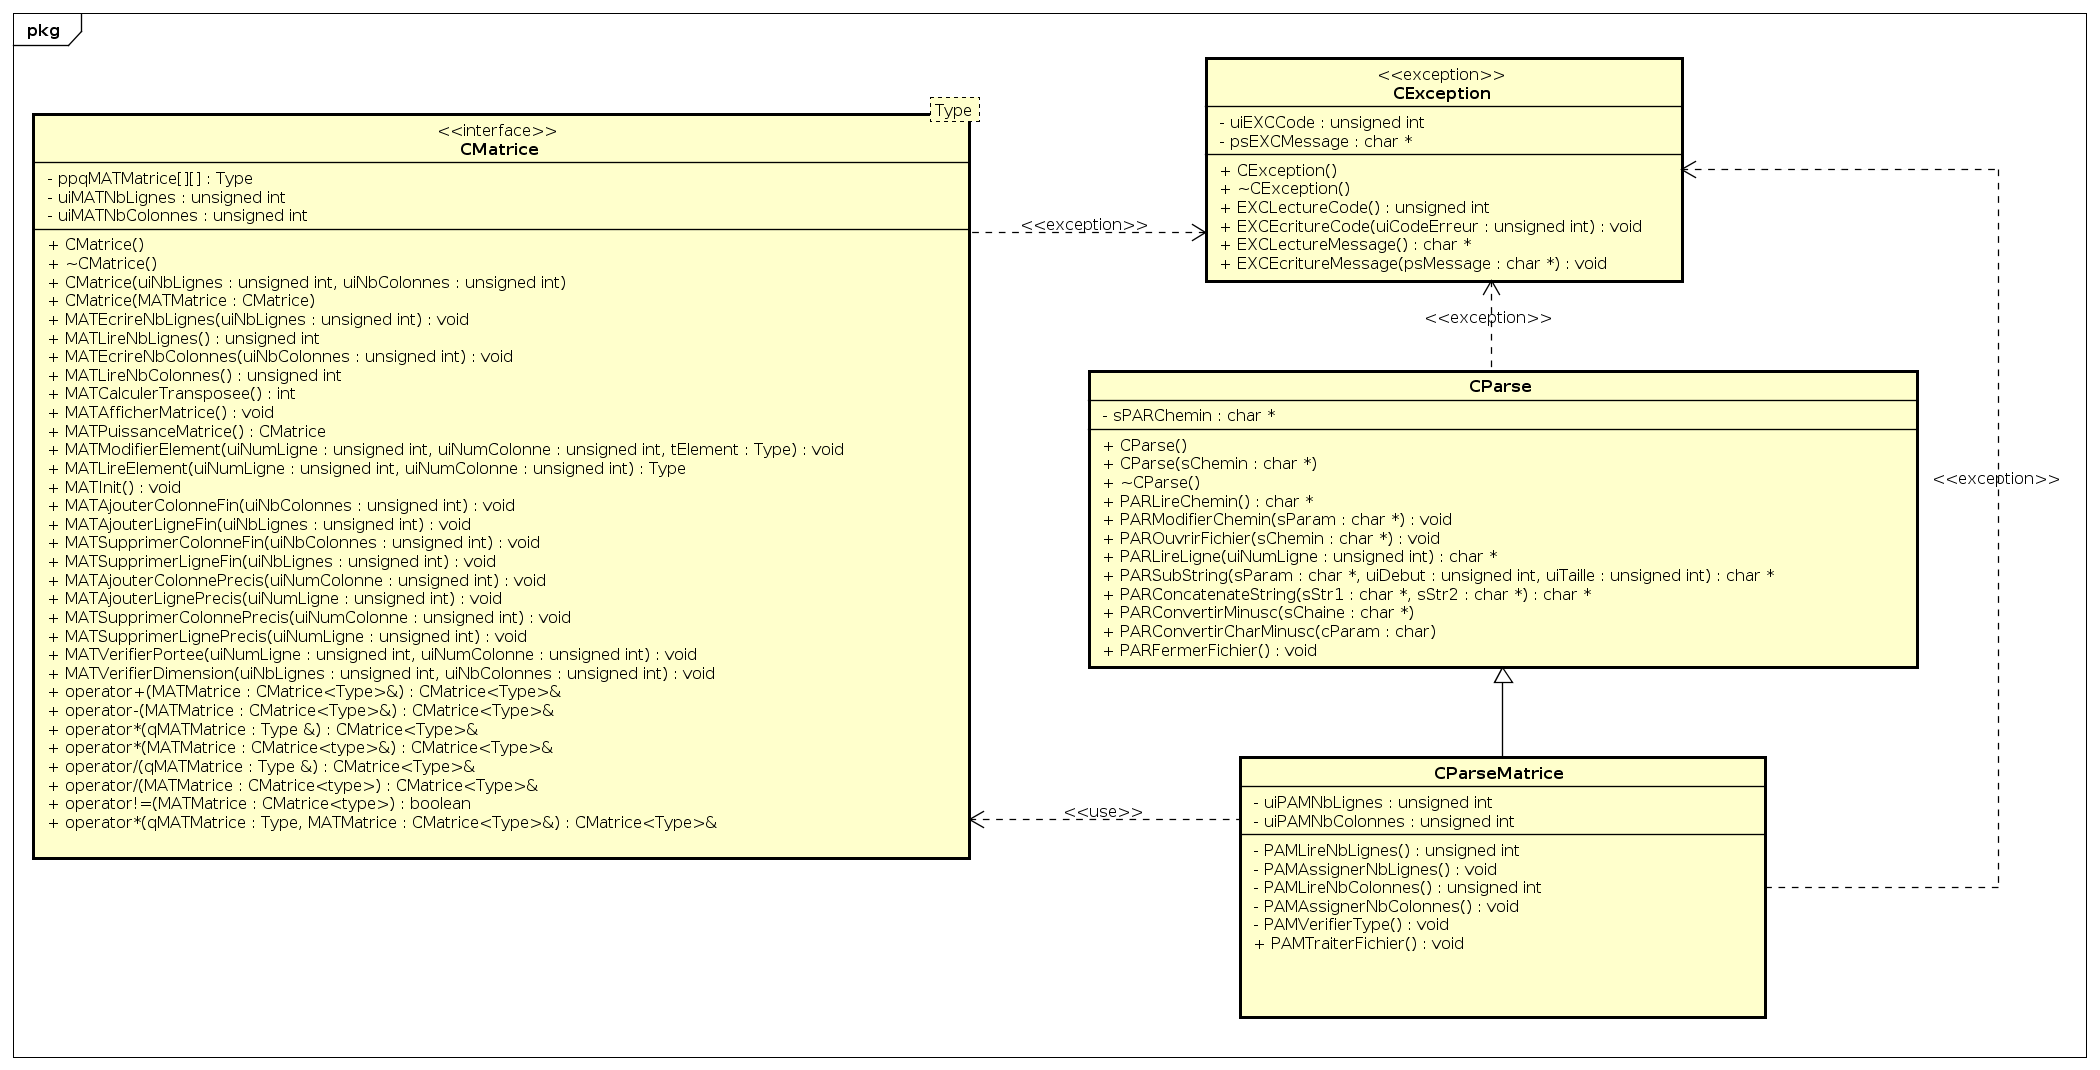 pkg
Type
<<interface>>
CMatrice
- ppqMATMatrice[][] : Type
- uiMATNbLignes : unsigned int
- uiMATNbColonnes : unsigned int
+ CMatrice()
+ ~CMatrice()
+ CMatrice(uiNbLignes : unsigned int, uiNbColonnes : unsigned int)
+ CMatrice(MATMatrice : CMatrice)
+ MATEcrireNbLignes(uiNbLignes : unsigned int) : void
+ MATLireNbLignes() : unsigned int
+ MATEcrireNbColonnes(uiNbColonnes : unsigned int) : void
+ MATLireNbColonnes() : unsigned int
+ MATCalculerTransposee() : int
+ MATAfficherMatrice() : void
+ MATPuissanceMatrice() : CMatrice
+ MATModifierElement(uiNumLigne : unsigned int, uiNumColonne : unsigned int, tElement : Type) : void
+ MATLireElement(uiNumLigne : unsigned int, uiNumColonne : unsigned int) : Type
+ MATInit() : void
+ MATAjouterColonneFin(uiNbColonnes : unsigned int) : void
+ MATAjouterLigneFin(uiNbLignes : unsigned int) : void
+ MATSupprimerColonneFin(uiNbColonnes : unsigned int) : void
+ MATSupprimerLigneFin(uiNbLignes : unsigned int) : void
+ MATAjouterColonnePrecis(uiNumColonne : unsigned int) : void
+ MATAjouterLignePrecis(uiNumLigne : unsigned int) : void
+ MATSupprimerColonnePrecis(uiNumColonne : unsigned int) : void
+ MATSupprimerLignePrecis(uiNumLigne : unsigned int) : void
+ MATVerifierPortee(uiNumLigne : unsigned int, uiNumColonne : unsigned int) : void
+ MATVerifierDimension(uiNbLignes : unsigned int, uiNbColonnes : unsigned int) : void
+ operator+(MATMatrice : CMatrice<Type>&) : CMatrice<Type>&
+ operator-(MATMatrice : CMatrice<Type>&) : CMatrice<Type>&
+ operator*(qMATMatrice : Type &) : CMatrice<Type>&
+ operator*(MATMatrice : CMatrice<type>&) : CMatrice<Type>&
+ operator/(qMATMatrice : Type &) : CMatrice<Type>&
+ operator/(MATMatrice : CMatrice<type>) : CMatrice<Type>&
+ operator!=(MATMatrice : CMatrice<type>) : boolean
+ operator*(qMATMatrice : Type, MATMatrice : CMatrice<Type>&) : CMatrice<Type>&
<<exception>>
<<exception>>
CException
- uiEXCCode : unsigned int
- psEXCMessage : char *
+ CException()
+ ~CException()
+ EXCLectureCode() : unsigned int
+ EXCEcritureCode(uiCodeErreur : unsigned int) : void
+ EXCLectureMessage() : char *
+ EXCEcritureMessage(psMessage : char *) : void
<<exception>>
CParse
- sPARChemin : char *
+ CParse()
+ CParse(sChemin : char *)
+ ~CParse()
+ PARLireChemin() : char *
+ PARModifierChemin(sParam : char *) : void
+ PAROuvrirFichier(sChemin : char *) : void
+ PARLireLigne(uiNumLigne : unsigned int) : char *
+ PARSubString(sParam : char *, uiDebut : unsigned int, uiTaille : unsigned int) : char *
+ PARConcatenateString(sStr1 : char *, sStr2 : char *) : char *
+ PARConvertirMinusc(sChaine : char *)
+ PARConvertirCharMinusc(cParam : char)
+ PARFermerFichier() : void
<<exception>>
<<use>>
CParseMatrice
- uiPAMNbLignes : unsigned int
- uiPAMNbColonnes : unsigned int
- PAMLireNbLignes() : unsigned int
- PAMAssignerNbLignes() : void
- PAMLireNbColonnes() : unsigned int
- PAMAssignerNbColonnes() : void
- PAMVerifierType() : void
+ PAMTraiterFichier() : void